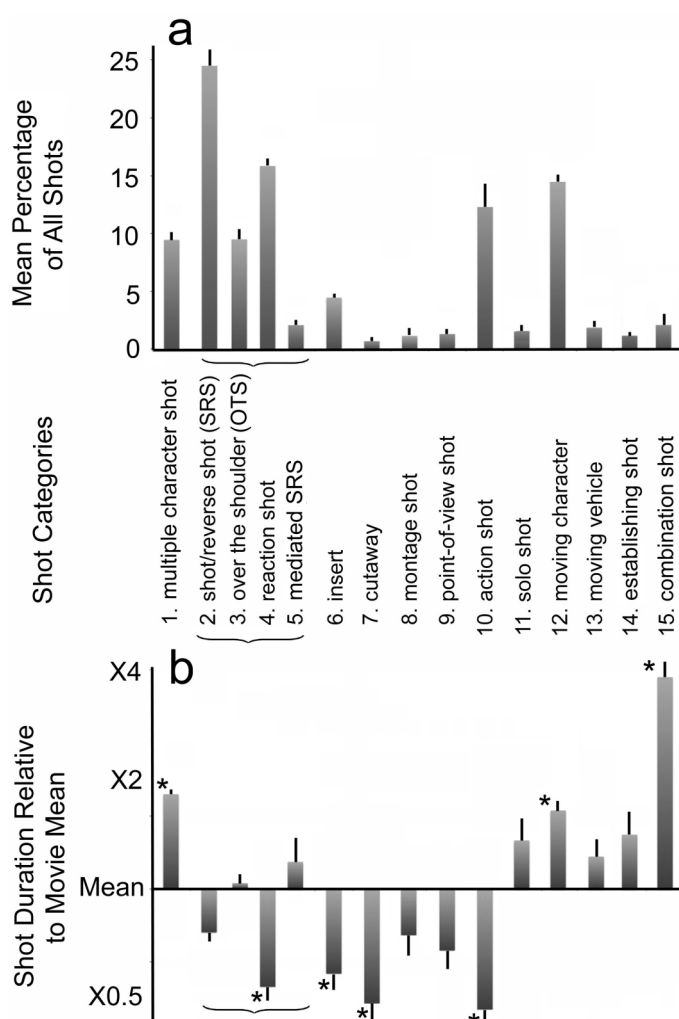 a
25
20
15
10
5
0
Mean Percentage
of All Shots
Shot Categories
1. multiple character shot
2. shot/reverse shot (SRS)
3. over the shoulder (OTS)
4. reaction shot
5. mediated SRS
6. insert
7. cutaway
8. montage shot
9. point-of-view shot
10. action shot
11. solo shot
12. moving character
13. moving vehicle
14. establishing shot
15. combination shot
b
X4
X2
Mean
X0.5
Shot Duration Relative
to Movie Mean
*
*
*
*
*
*
*